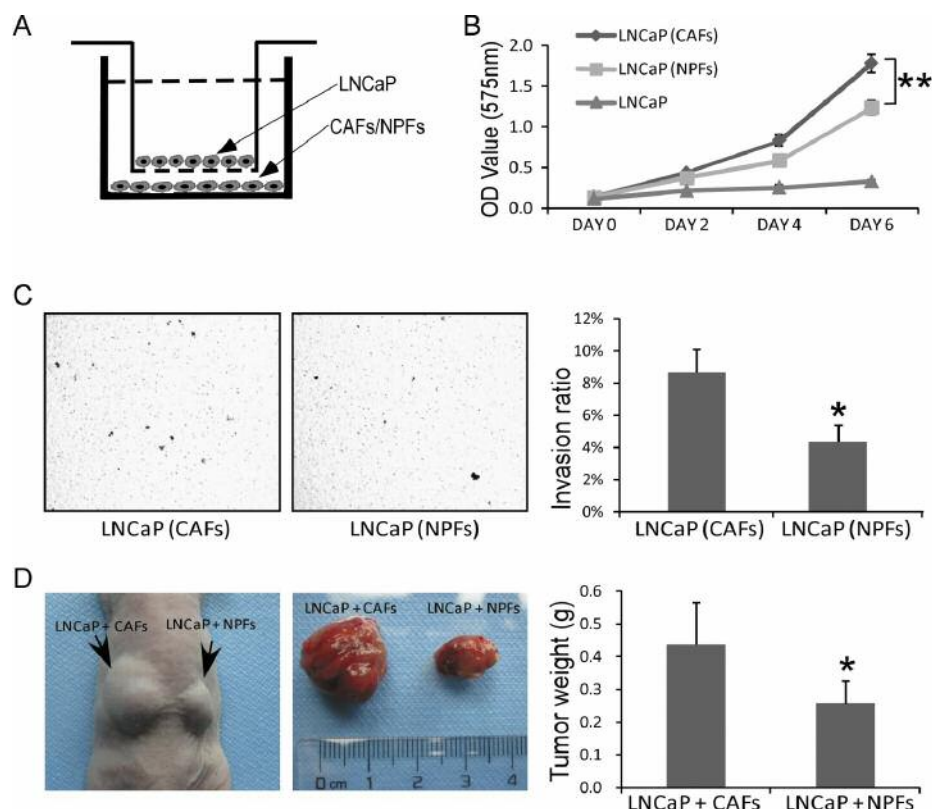 A
LNCaP
CAFs/NPFs
B
OD Value (575nm)
2.0
1.5
1.0
0.5
0.0
LNCaP (CAFs)
LNCaP (NPFs)
LNCaP
**
DAY 0 DAY 2 DAY 4 DAY 6
C
LNCaP (CAFs)
LNCaP (NPFs)
Invasion ratio
12%
10%
8%
6%
4%
2%
0%
*
LNCaP (CAFs) LNCaP (NPFs)
D
LNCaP + CAFs
LNCaP + NPFs
LNCaP + CAFs
LNCaP + NPFs
0 cm 1 2 3 4
Tumor weight (g)
0.6
0.5
0.4
0.3
0.2
0.1
0.0
*
LNCaP + CAFs LNCaP + NPFs